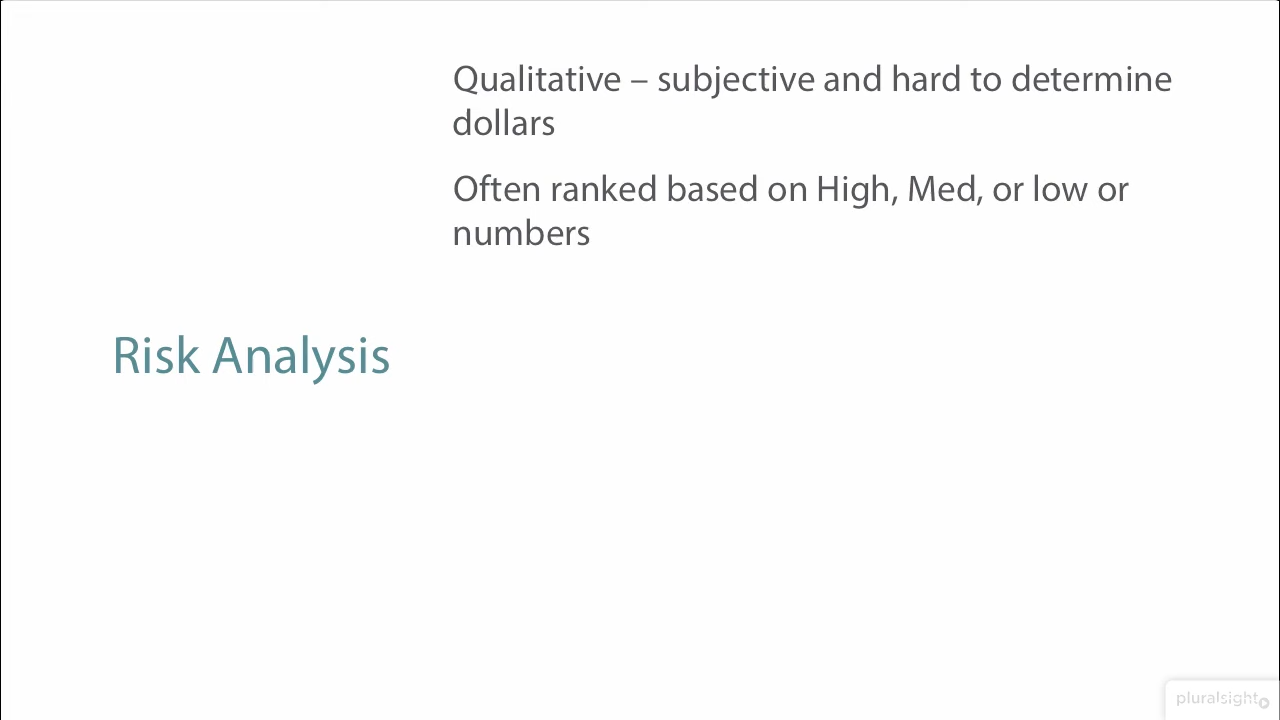 Qualitative – subjective and hard to determine
dollars
Often ranked based on High, Med, or low or
numbers
Risk Analysis
pluralsight